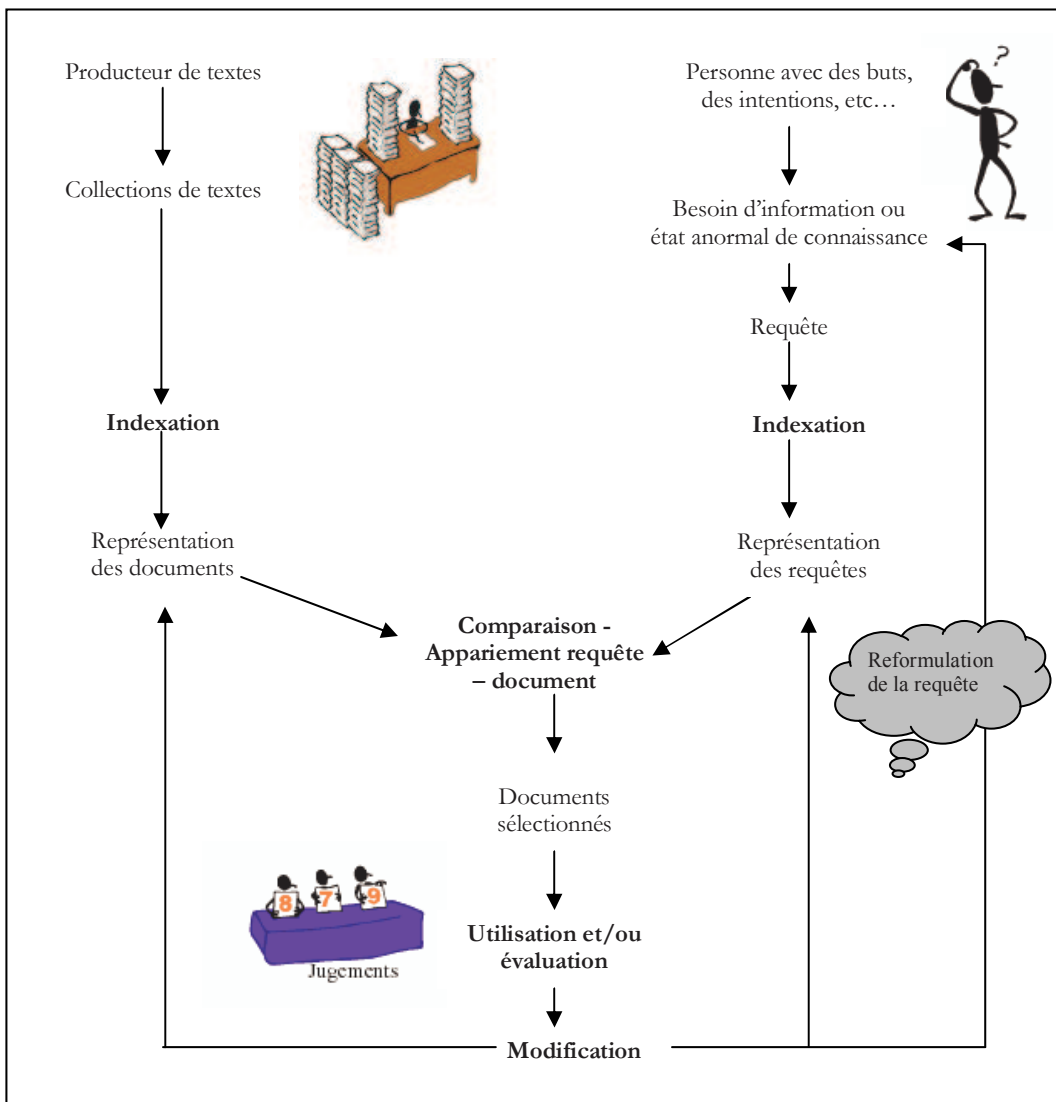 Producteur de textes
Collections de textes
Indexation
Représentation
des documents
?
Personne avec des buts,
des intentions, etc…
Besoin d'information ou
état anormal de connaissance
Requête
Indexation
Représentation
des requêtes
Comparaison -
Appariement requête
– document
Reformulation
de la requête
Documents
sélectionnés
8 7 9
Jugements
Utilisation et/ou
évaluation
Modification